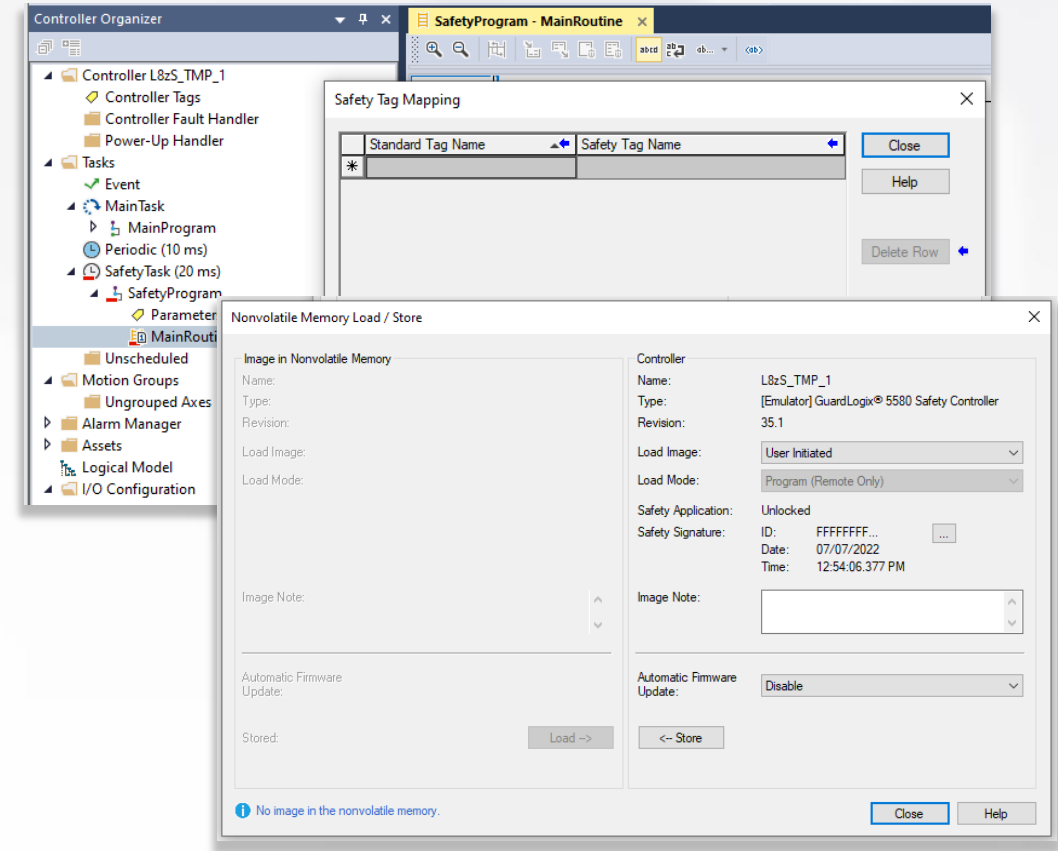 Controller Organizer
SafetyProgram - MainRoutine
abcd
ab
ab...
<ab>
Controller L8zS_TMP_1
Controller Tags
Controller Fault Handler
Power-Up Handler
Tasks
Event
MainTask
MainProgram
Periodic (10 ms)
SafetyTask (20 ms)
SafetyProgram
Parameter
MainRouti
Unscheduled
Motion Groups
Ungrouped Axes
Alarm Manager
Assets
Logical Model
I/O Configuration
Safety Tag Mapping
Standard Tag Name Safety Tag Name
Close
Help
Delete Row
Nonvolatile Memory Load / Store
Image in Nonvolatile Memory
Name:
Type:
Revision:
Load Image:
Load Mode:
Image Note:
Automatic Firmware
Update:
Stored:
Load -->
Controller
Name: L8zS_TMP_1
Type: [Emulator] GuardLogix® 5580 Safety Controller
Revision: 35.1
Load Image: User Initiated
Load Mode: Program (Remote Only)
Safety Application: Unlocked
Safety Signature: ID: FFFFFFFF... ...
Date: 07/07/2022
Time: 12:54:06.377 PM
Image Note:
Automatic Firmware
Update: Disable
<-- Store
No image in the nonvolatile memory.
Close Help